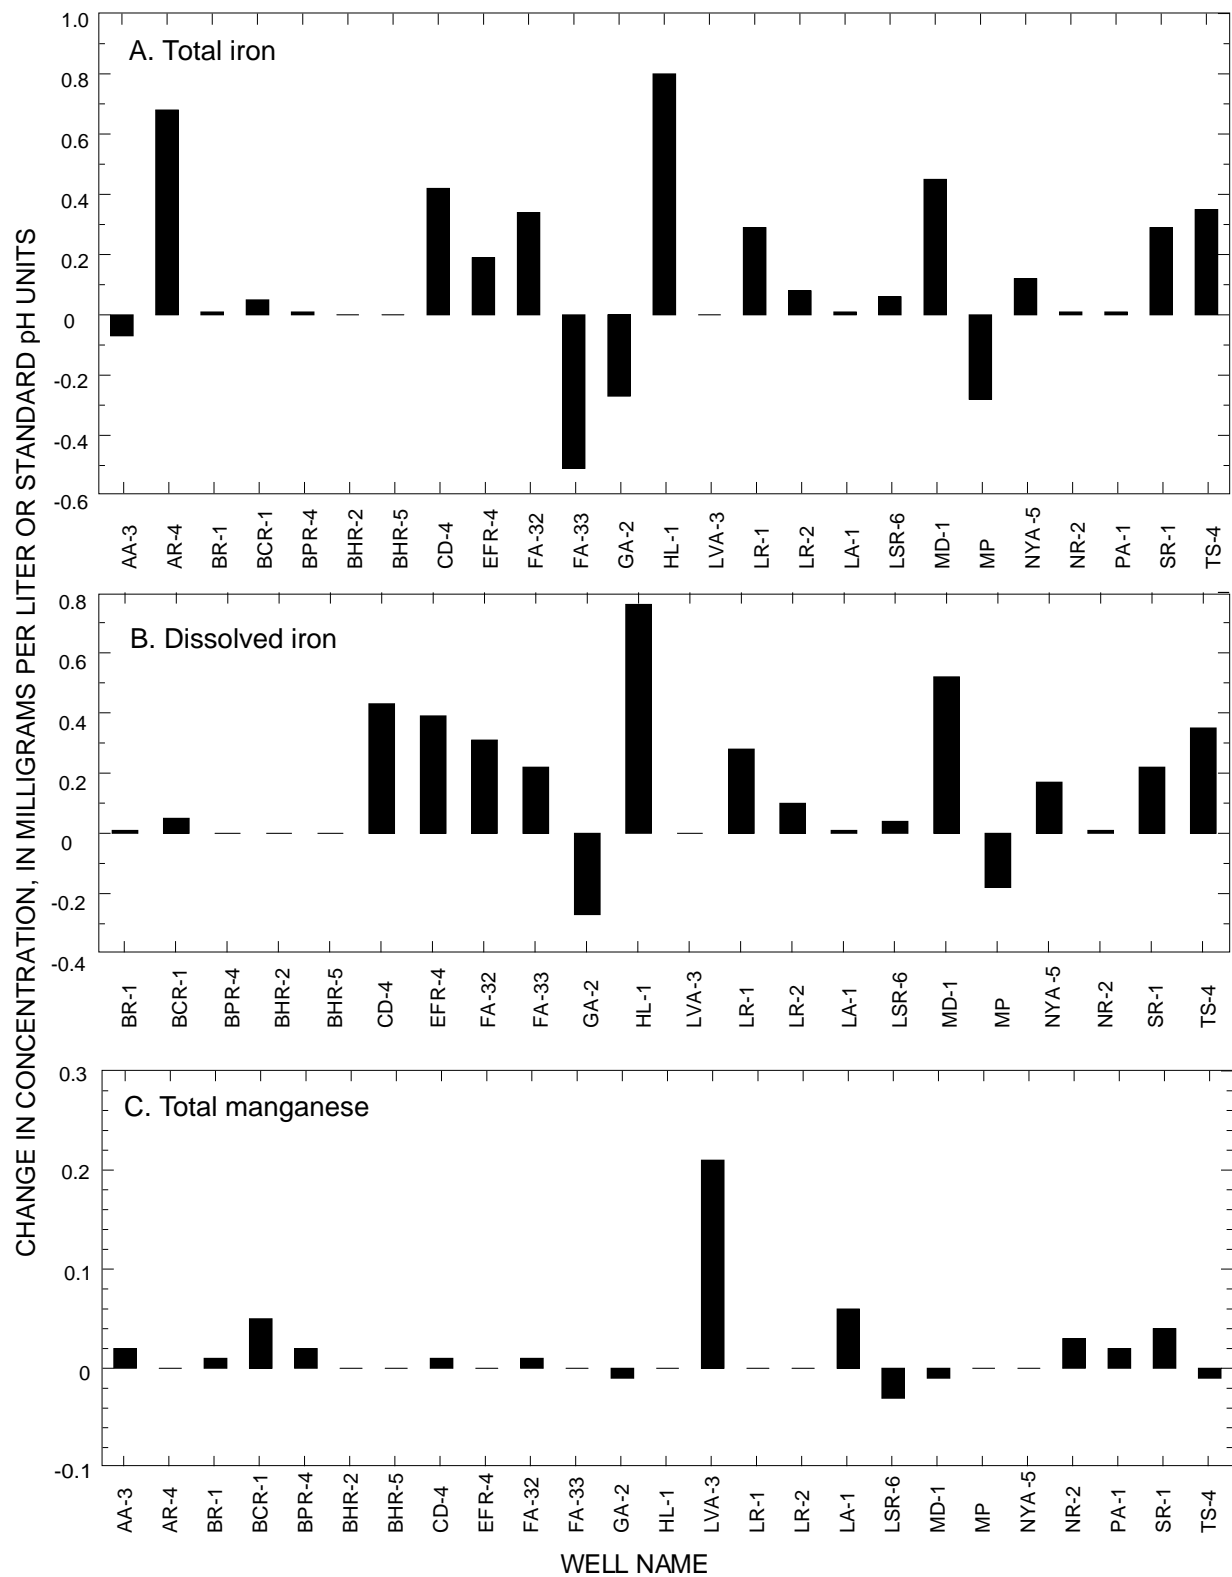 CHANGE IN CONCENTRATION, IN MILLIGRAMS PER LITER OR STANDARD pH UNITS
A. Total iron
1.0
0.8
0.6
0.4
0.2
0
-0.2
-0.4
-0.6
AA-3
AR-4
BR-1
BCR-1
BPR-4
BHR-2
BHR-5
CD-4
EFR-4
FA-32
FA-33
GA-2
HL-1
LVA-3
LR-1
LR-2
LA-1
LSR-6
MD-1
MP
NYA-5
NR-2
PA-1
SR-1
TS-4
B. Dissolved iron
0.8
0.6
0.4
0.2
0
-0.2
-0.4
BR-1
BCR-1
BPR-4
BHR-2
BHR-5
CD-4
EFR-4
FA-32
FA-33
GA-2
HL-1
LVA-3
LR-1
LR-2
LA-1
LSR-6
MD-1
MP
NYA-5
NR-2
SR-1
TS-4
C. Total manganese
0.3
0.2
0.1
0
-0.1
AA-3
AR-4
BR-1
BCR-1
BPR-4
BHR-2
BHR-5
CD-4
EFR-4
FA-32
FA-33
GA-2
HL-1
LVA-3
LR-1
LR-2
LA-1
LSR-6
MD-1
MP
NYA-5
NR-2
PA-1
SR-1
TS-4
WELL NAME